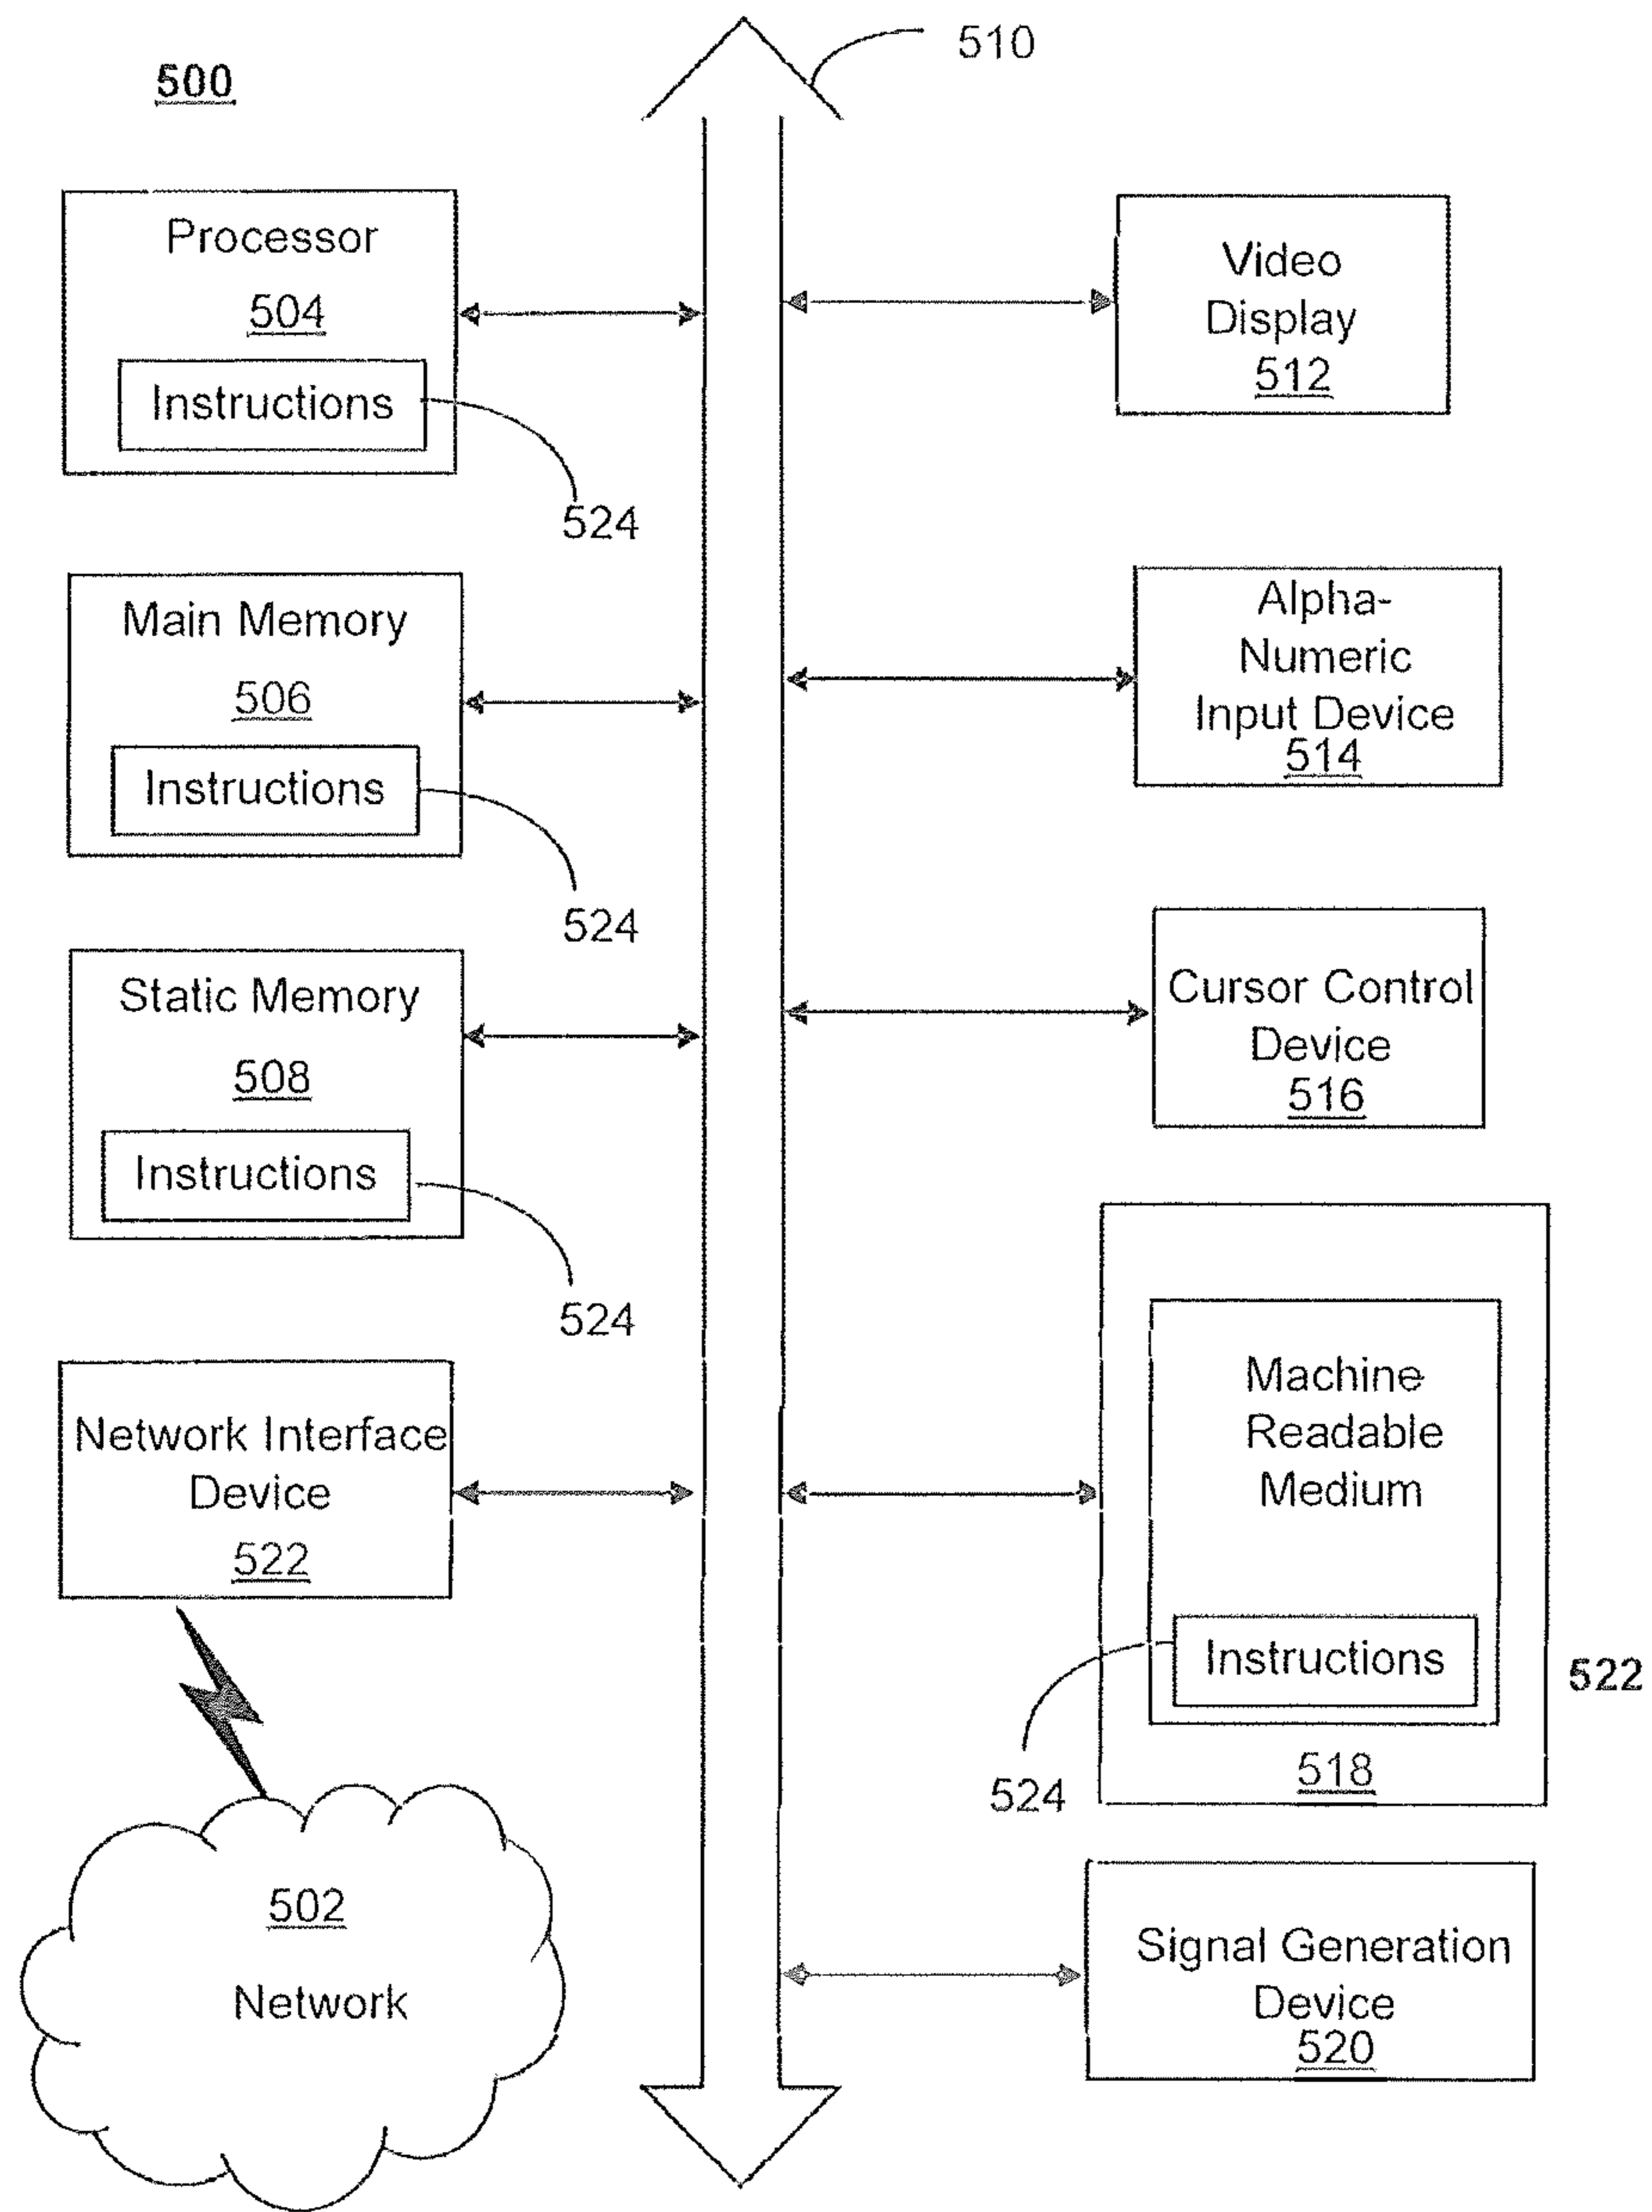 500
510
Processor
504
Instructions
524
Main Memory
506
Instructions
524
Static Memory
508
Instructions
524
Network Interface
Device
522
502
Network
Video
Display
512
Alpha-
Numeric
Input Device
514
Cursor Control
Device
516
Machine
Readable
Medium
Instructions
522
524
518
Signal Generation
Device
520